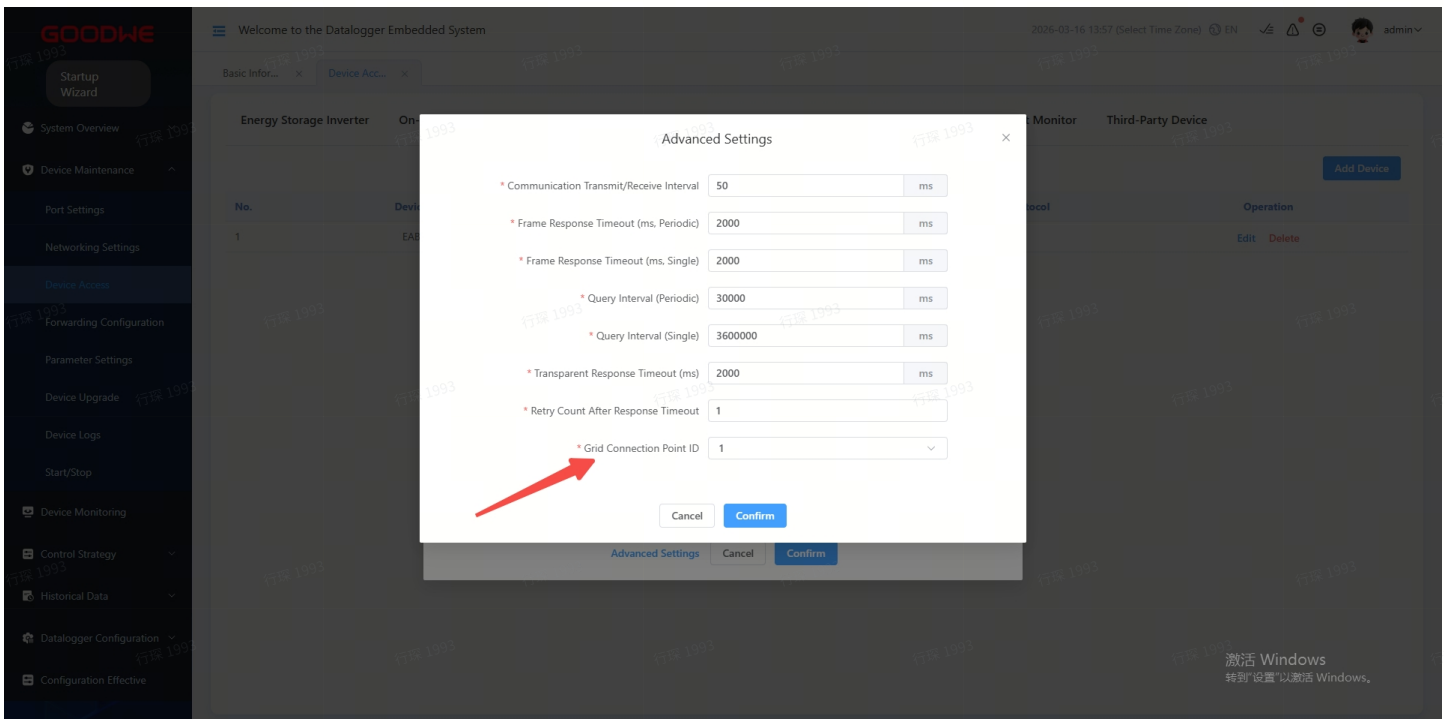 GOODWE
Welcome to the Datalogger Embedded System
2026-03-16 13:57 (Select Time Zone) EN
admin
Startup
Wizard
Basic Infor... ×
Device Acc... ×
System Overview
Device Maintenance
Port Settings
Networking Settings
Device Access
Forwarding Configuration
Parameter Settings
Device Upgrade
Device Logs
Start/Stop
Device Monitoring
Control Strategy
Historical Data
Datalogger Configuration
Configuration Effective
Energy Storage Inverter
On-
Monitor
Third-Party Device
Add Device
No.
Operation
1
Edit Delete
Advanced Settings ×
* Communication Transmit/Receive Interval 50 ms
* Frame Response Timeout (ms, Periodic) 2000 ms
* Frame Response Timeout (ms, Single) 2000 ms
* Query Interval (Periodic) 30000 ms
* Query Interval (Single) 3600000 ms
* Transparent Response Timeout (ms) 2000 ms
* Retry Count After Response Timeout 1
* Grid Connection Point ID 1
Cancel Confirm
Advanced Settings Cancel Confirm
激活 Windows
转到"设置"以激活 Windows。
行琛 1993